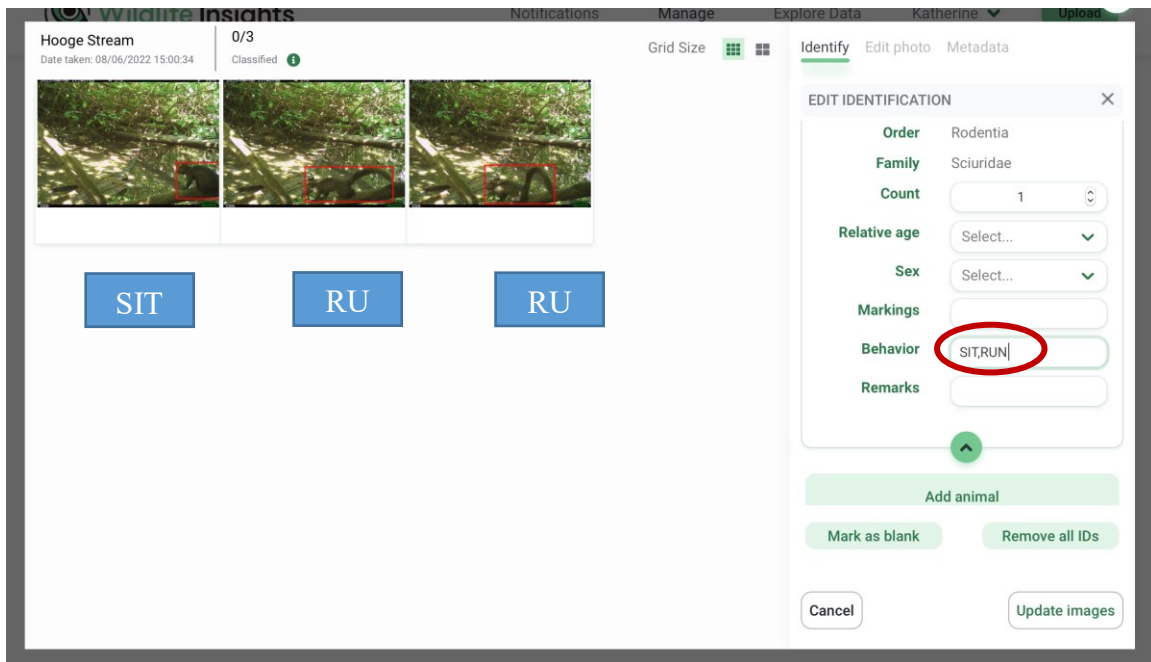 Wildlife Insights
Notifications
Manage
Explore Data
Katherine
Upload
Hooge Stream
Date taken: 08/06/2022 15:00:34
0/3
Classified
Grid Size
Identify
Edit photo
Metadata
EDIT IDENTIFICATION
Order Rodentia
Family Sciuridae
Count 1
Relative age Select...
Sex Select...
Markings
Behavior SIT,RUN
Remarks
SIT
RU
RU
Add animal
Mark as blank
Remove all IDs
Cancel
Update images